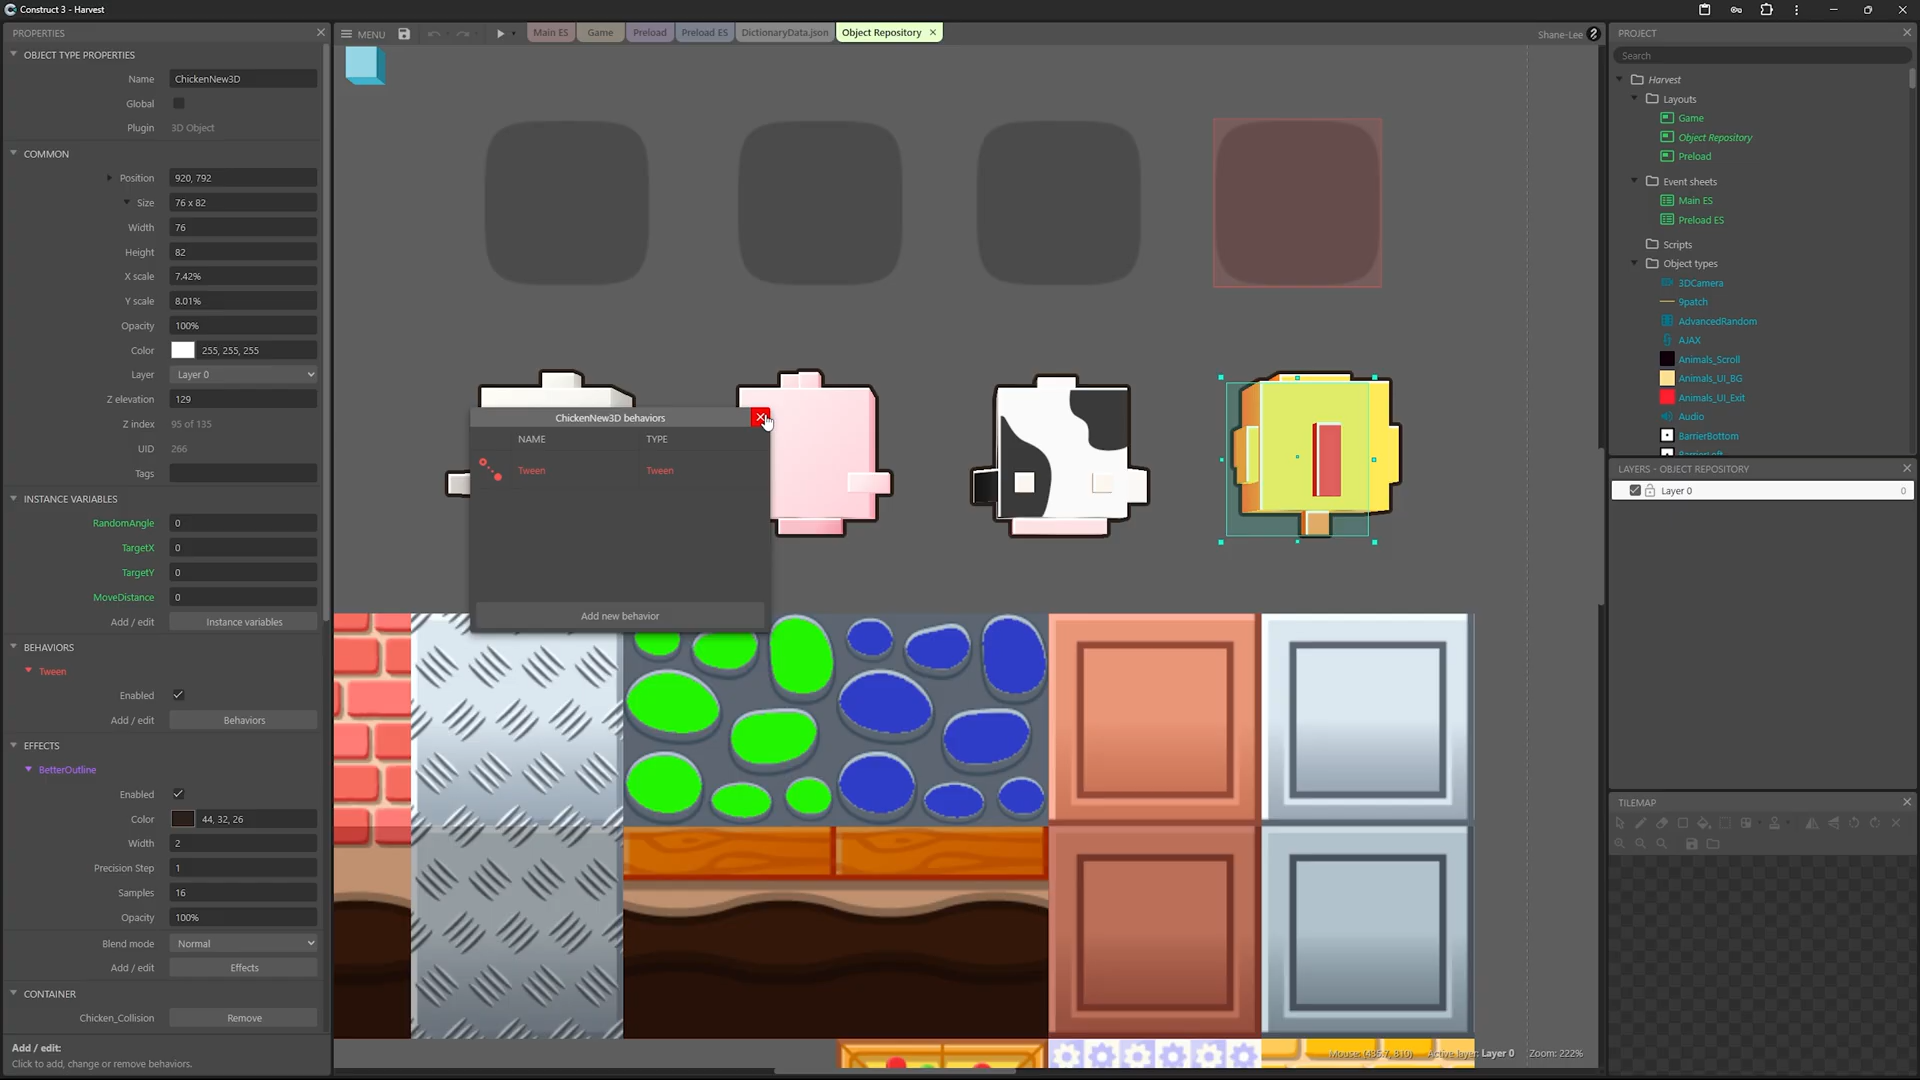 Construct 3 - Harvest
PROPERTIES
OBJECT TYPE PROPERTIES
Name ChickenNew3D
Global
Plugin 3D Object
COMMON
Position 920, 792
Size 76 x 82
Width 76
Height 82
X scale 7.42%
Y scale 8.01%
Opacity 100%
Color 255, 255, 255
Layer Layer 0
Z elevation 129
Z index 95 of 135
UID 266
Tags
INSTANCE VARIABLES
RandomAngle 0
TargetX 0
TargetY 0
MoveDistance 0
Add / edit Instance variables
BEHAVIORS
Tween
Enabled
Add / edit Behaviors
EFFECTS
BetterOutline
Enabled
Color 44, 32, 26
Width 2
Precision Step 1
Samples 16
Opacity 100%
Blend mode Normal
Add / edit Effects
CONTAINER
Chicken_Collision Remove
Add / edit:
Click to add, change or remove behaviors.
MENU
Main ES Game Preload Preload ES DictionaryData.json Object Repository
Shane-Lee
ChickenNew3D behaviors
NAME TYPE
Tween Tween
Add new behavior
Mouse: (435.7, 810) Active layer: Layer 0 Zoom: 222%
PROJECT
Search
Harvest
Layouts
Game
Object Repository
Preload
Event sheets
Main ES
Preload ES
Scripts
Object types
3DCamera
9patch
AdvancedRandom
AJAX
Animals_Scroll
Animals_UI_BG
Animals_UI_Exit
Audio
BarrierBottom
BarrierLeft
LAYERS - OBJECT REPOSITORY
Layer 0 0
TILEMAP